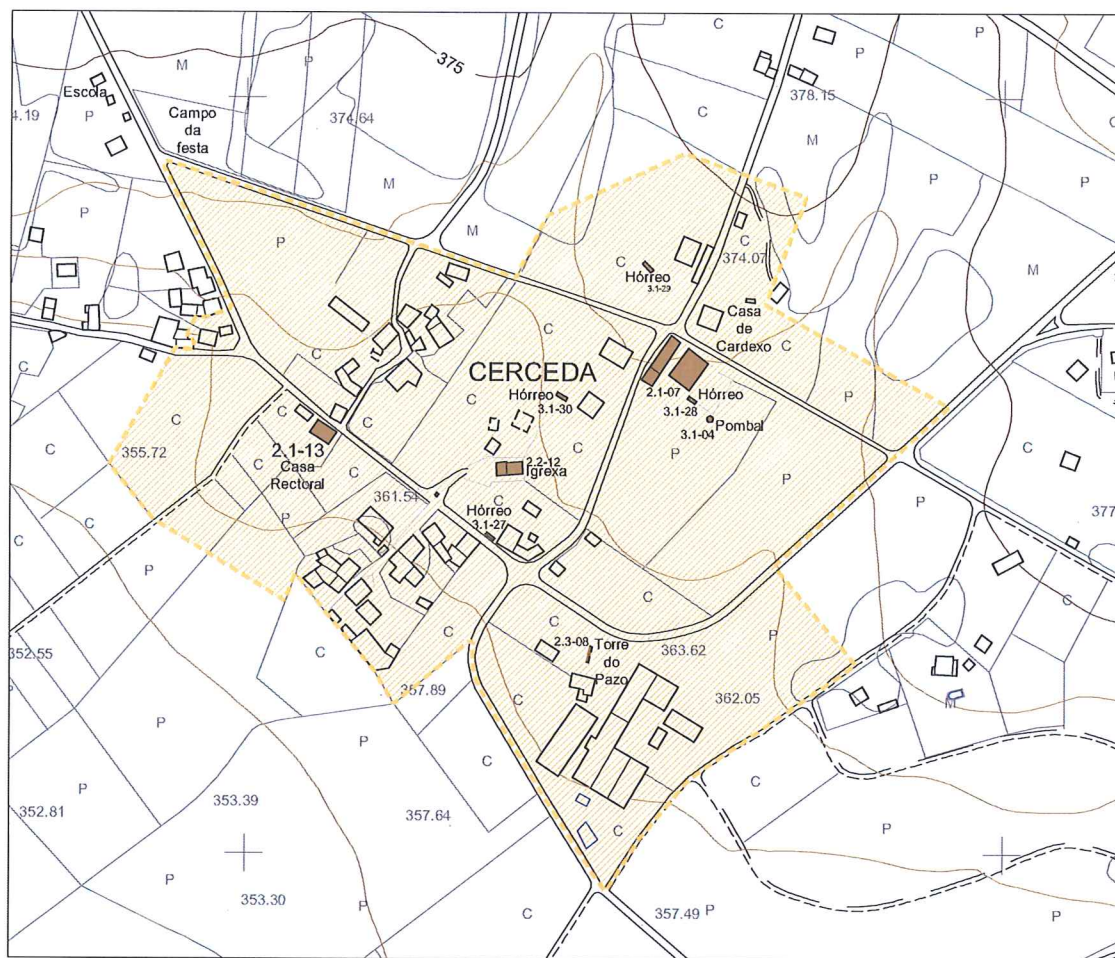 C
P
375
M
P
C
P
Escola
4.19
P
Campo
da
festa
374.64
378.15
C
M
P
C
M
M
P
C
374.07
M
P
C
Hórreo
3.1-29
Casa
de
Cardexo
C
C
C
CERCEDA
2.1-07
Hórreo
3.1-28
Hórreo
3.1-30
Pombal
3.1-04
P
C
C
C
C
355.72
2.1-13
Casa
Rectoral
C
C
2.2-12
Igrexa
P
P
377
361.54
C
Hórreo
3.1-27
C
P
P
P
C
C
C
352.55
P
C
C
2.3-08
Torre
do
Pazo
363.62
P
357.89
C
362.05
M
P
P
C
C
P
352.81
353.39
357.64
C
P
353.30
P
C
357.49
P
P